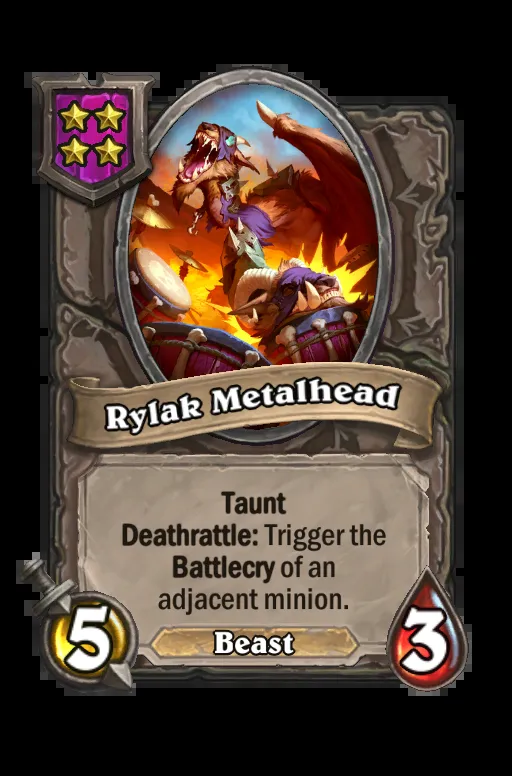 Rylak Metalhead
Taunt
Deathrattle: Trigger the
Battlecry of an
adjacent minion.
5
Beast
3